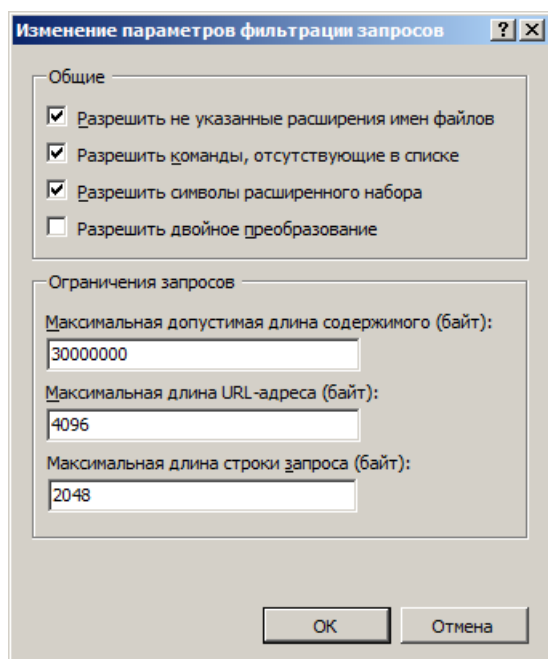 Изменение параметров фильтрации запросов
Общие
Разрешить не указанные расширения имен файлов
Разрешить команды, отсутствующие в списке
Разрешить символы расширенного набора
Разрешить двойное преобразование
Ограничения запросов
Максимальная допустимая длина содержимого (байт):
30000000
Максимальная длина URL-адреса (байт):
4096
Максимальная длина строки запроса (байт):
2048
ОК Отмена